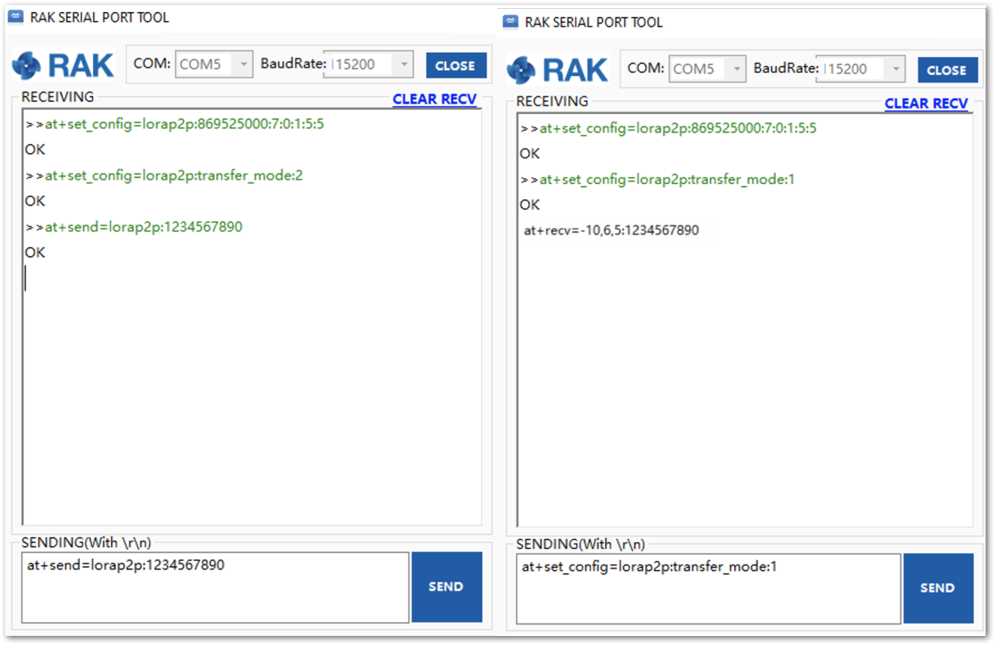 RAK SERIAL PORT TOOL
RAK
COM: COM5 BaudRate: 115200 CLOSE
RECEIVING CLEAR RECV
>>at+set_config=lorap2p:869525000:7:0:1:5:5
OK
>>at+set_config=lorap2p:transfer_mode:2
OK
>>at+send=lorap2p:1234567890
OK
SENDING(With \r\n)
at+send=lorap2p:1234567890
SEND
RAK SERIAL PORT TOOL
RAK
COM: COM5 BaudRate: 115200 CLOSE
RECEIVING CLEAR RECV
>>at+set_config=lorap2p:869525000:7:0:1:5:5
OK
>>at+set_config=lorap2p:transfer_mode:1
OK
at+recv=-10,6,5:1234567890
SENDING(With \r\n)
at+set_config=lorap2p:transfer_mode:1
SEND